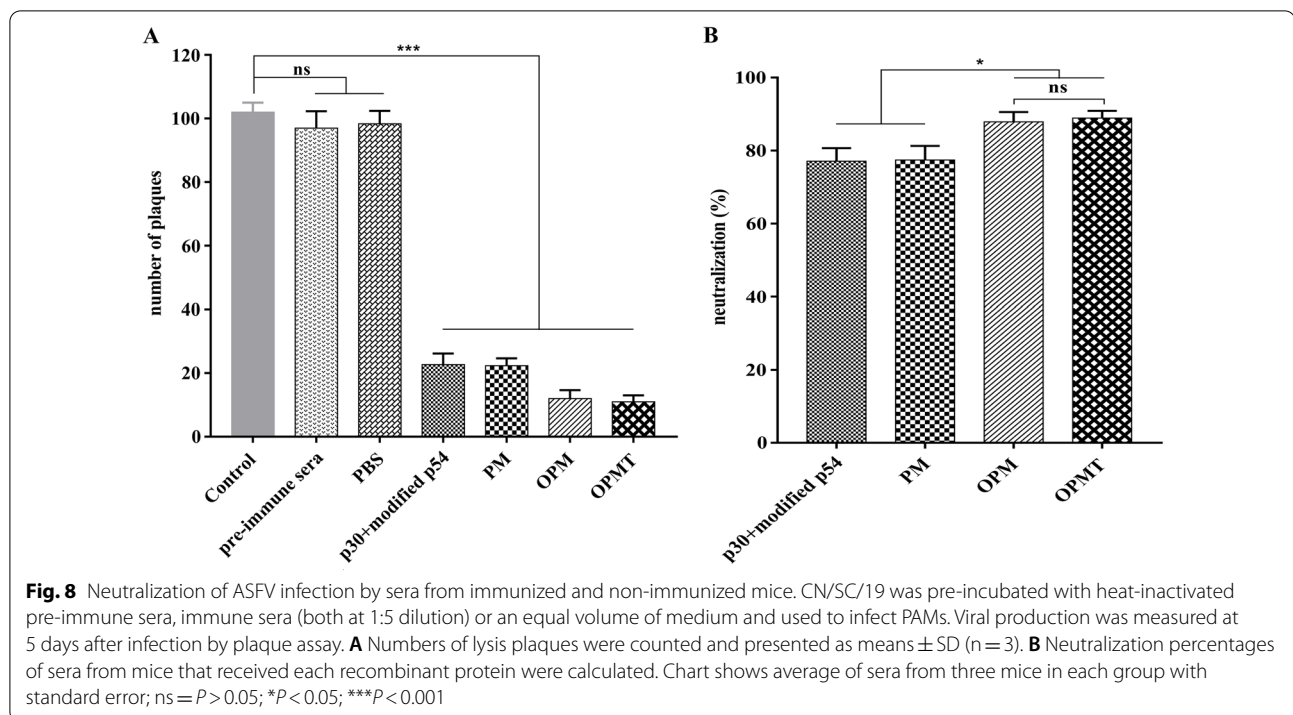 A
***
ns
120
100
80
60
40
20
0
number of plaques
Control
pre-immune sera
PBS
p30+modified p54
PM
OPM
OPMT
B
*
ns
100
80
60
40
20
0
neutralization (%)
p30+modified p54
PM
OPM
OPMT
Fig. 8 Neutralization of ASFV infection by sera from immunized and non-immunized mice. CN/SC/19 was pre-incubated with heat-inactivated
pre-immune sera, immune sera (both at 1:5 dilution) or an equal volume of medium and used to infect PAMs. Viral production was measured at
5 days after infection by plaque assay. A Numbers of lysis plaques were counted and presented as means ± SD (n = 3). B Neutralization percentages
of sera from mice that received each recombinant protein were calculated. Chart shows average of sera from three mice in each group with
standard error; ns = P > 0.05; *P < 0.05; ***P < 0.001